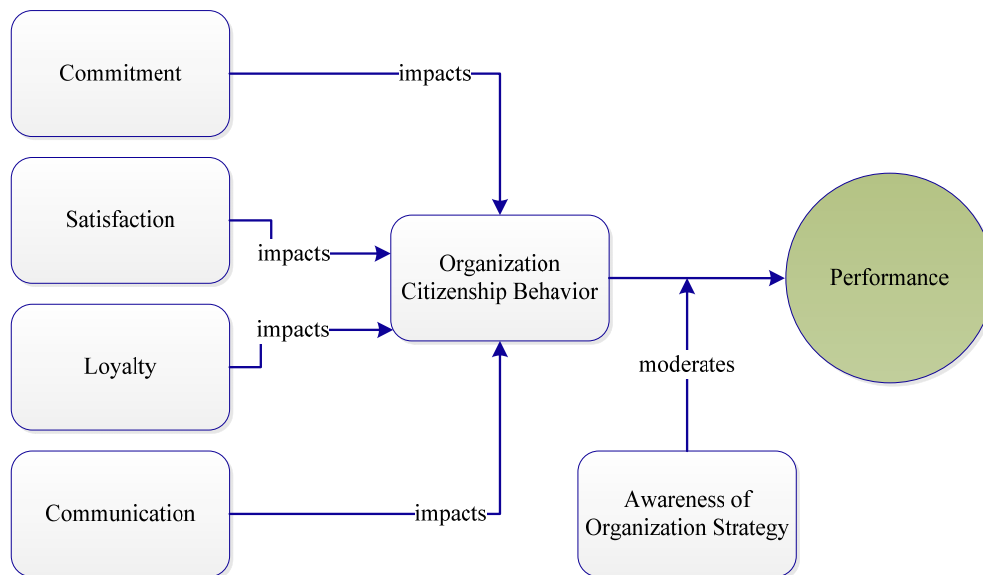 Commitment
impacts
Satisfaction
impacts
Organization
Citizenship Behavior
Performance
impacts
Loyalty
moderates
Communication
impacts
Awareness of
Organization Strategy